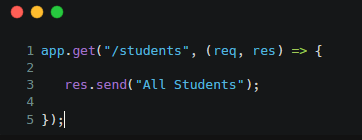 1 app.get("/students", (req, res) => {
2
3 res.send("All Students");
4
5 });